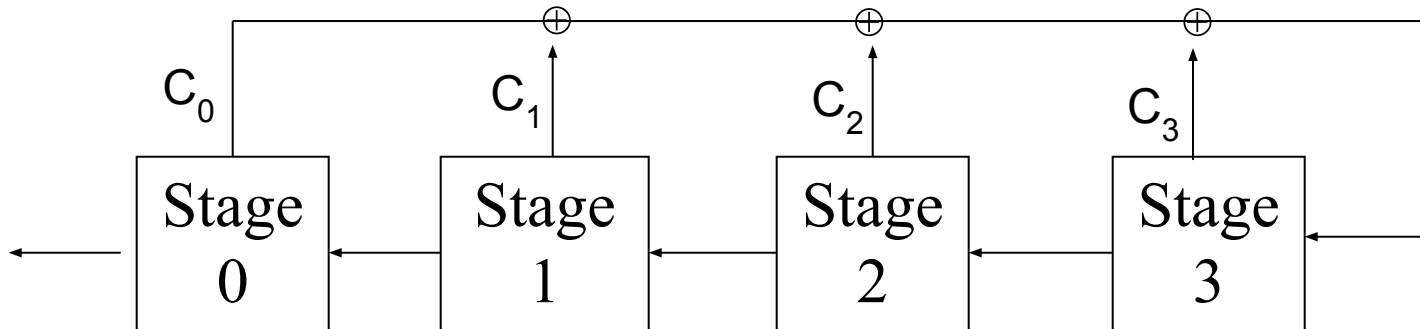 C₀ C₁ C₂ C₃
Stage 0
Stage 1
Stage 2
Stage 3